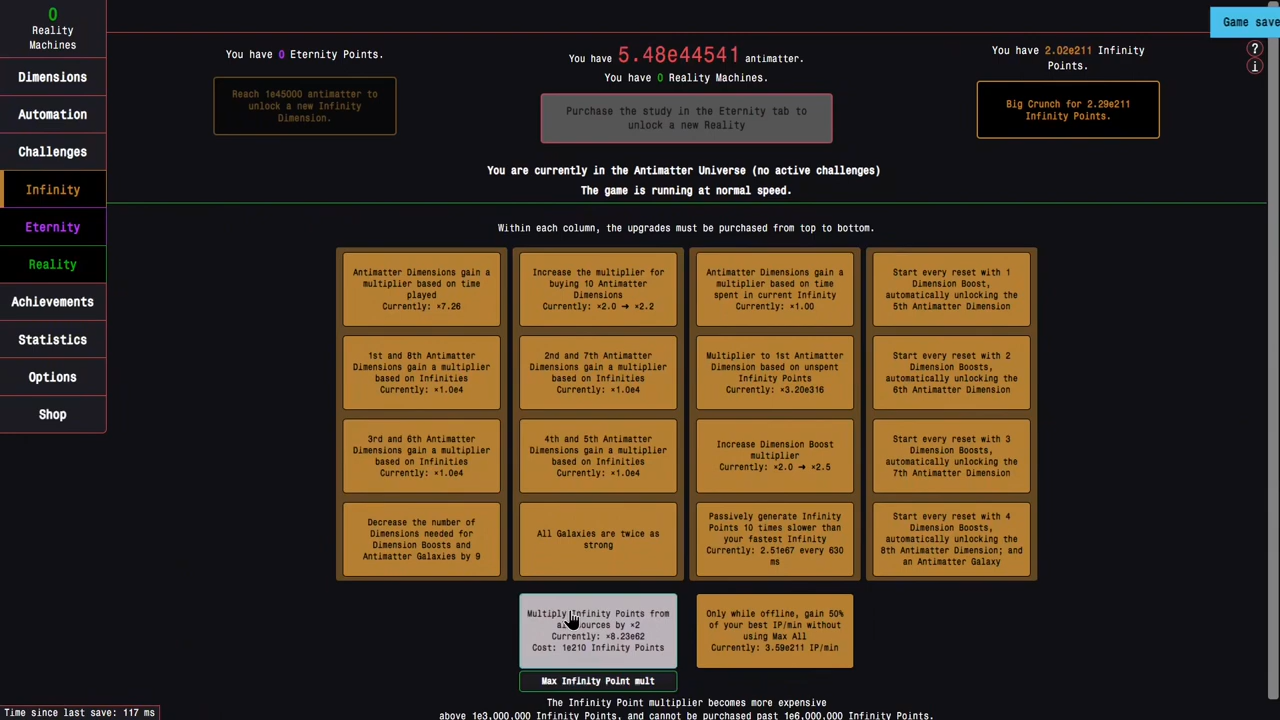 0
Reality
Machines
Dimensions
Automation
Challenges
Infinity
Eternity
Reality
Achievements
Statistics
Options
Shop
You have 0 Eternity Points.
Reach 1e45000 antimatter to
unlock a new Infinity
Dimension.
You have 5.48e44541 antimatter.
You have 0 Reality Machines.
Purchase the study in the Eternity tab to
unlock a new Reality
You have 2.02e211 Infinity
Points.
Big Crunch for 2.29e211
Infinity Points.
Game save
?
i
You are currently in the Antimatter Universe (no active challenges)
The game is running at normal speed.
Within each column, the upgrades must be purchased from top to bottom.
Antimatter Dimensions gain a
multiplier based on time
played
Currently: ×7.26
Increase the multiplier for
buying 10 Antimatter
Dimensions
Currently: ×2.0 → ×2.2
Antimatter Dimensions gain a
multiplier based on time
spent in current Infinity
Currently: ×1.00
Start every reset with 1
Dimension Boost,
automatically unlocking the
5th Antimatter Dimension
1st and 8th Antimatter
Dimensions gain a multiplier
based on Infinities
Currently: ×1.0e4
2nd and 7th Antimatter
Dimensions gain a multiplier
based on Infinities
Currently: ×1.0e4
Multiplier to 1st Antimatter
Dimension based on unspent
Infinity Points
Currently: ×3.20e316
Start every reset with 2
Dimension Boosts,
automatically unlocking the
6th Antimatter Dimension
3rd and 6th Antimatter
Dimensions gain a multiplier
based on Infinities
Currently: ×1.0e4
4th and 5th Antimatter
Dimensions gain a multiplier
based on Infinities
Currently: ×1.0e4
Increase Dimension Boost
multiplier
Currently: ×2.0 → ×2.5
Start every reset with 3
Dimension Boosts,
automatically unlocking the
7th Antimatter Dimension
Decrease the number of
Dimensions needed for
Dimension Boosts and
Antimatter Galaxies by 9
All Galaxies are twice as
strong
Passively generate Infinity
Points 10 times slower than
your fastest Infinity
Currently: 2.51e67 every 630
ms
Start every reset with 4
Dimension Boosts,
automatically unlocking the
8th Antimatter Dimension; and
an Antimatter Galaxy
Multiply Infinity Points from
sources by ×2
Currently: ×8.23e62
Cost: 1e210 Infinity Points
Only while offline, gain 50%
of your best IP/min without
using Max All
Currently: 3.59e211 IP/min
Max Infinity Point mult
The Infinity Point multiplier becomes more expensive
above 1e3,000,000 Infinity Points, and cannot be purchased past 1e6,000,000 Infinity Points.
Time since last save: 117 ms